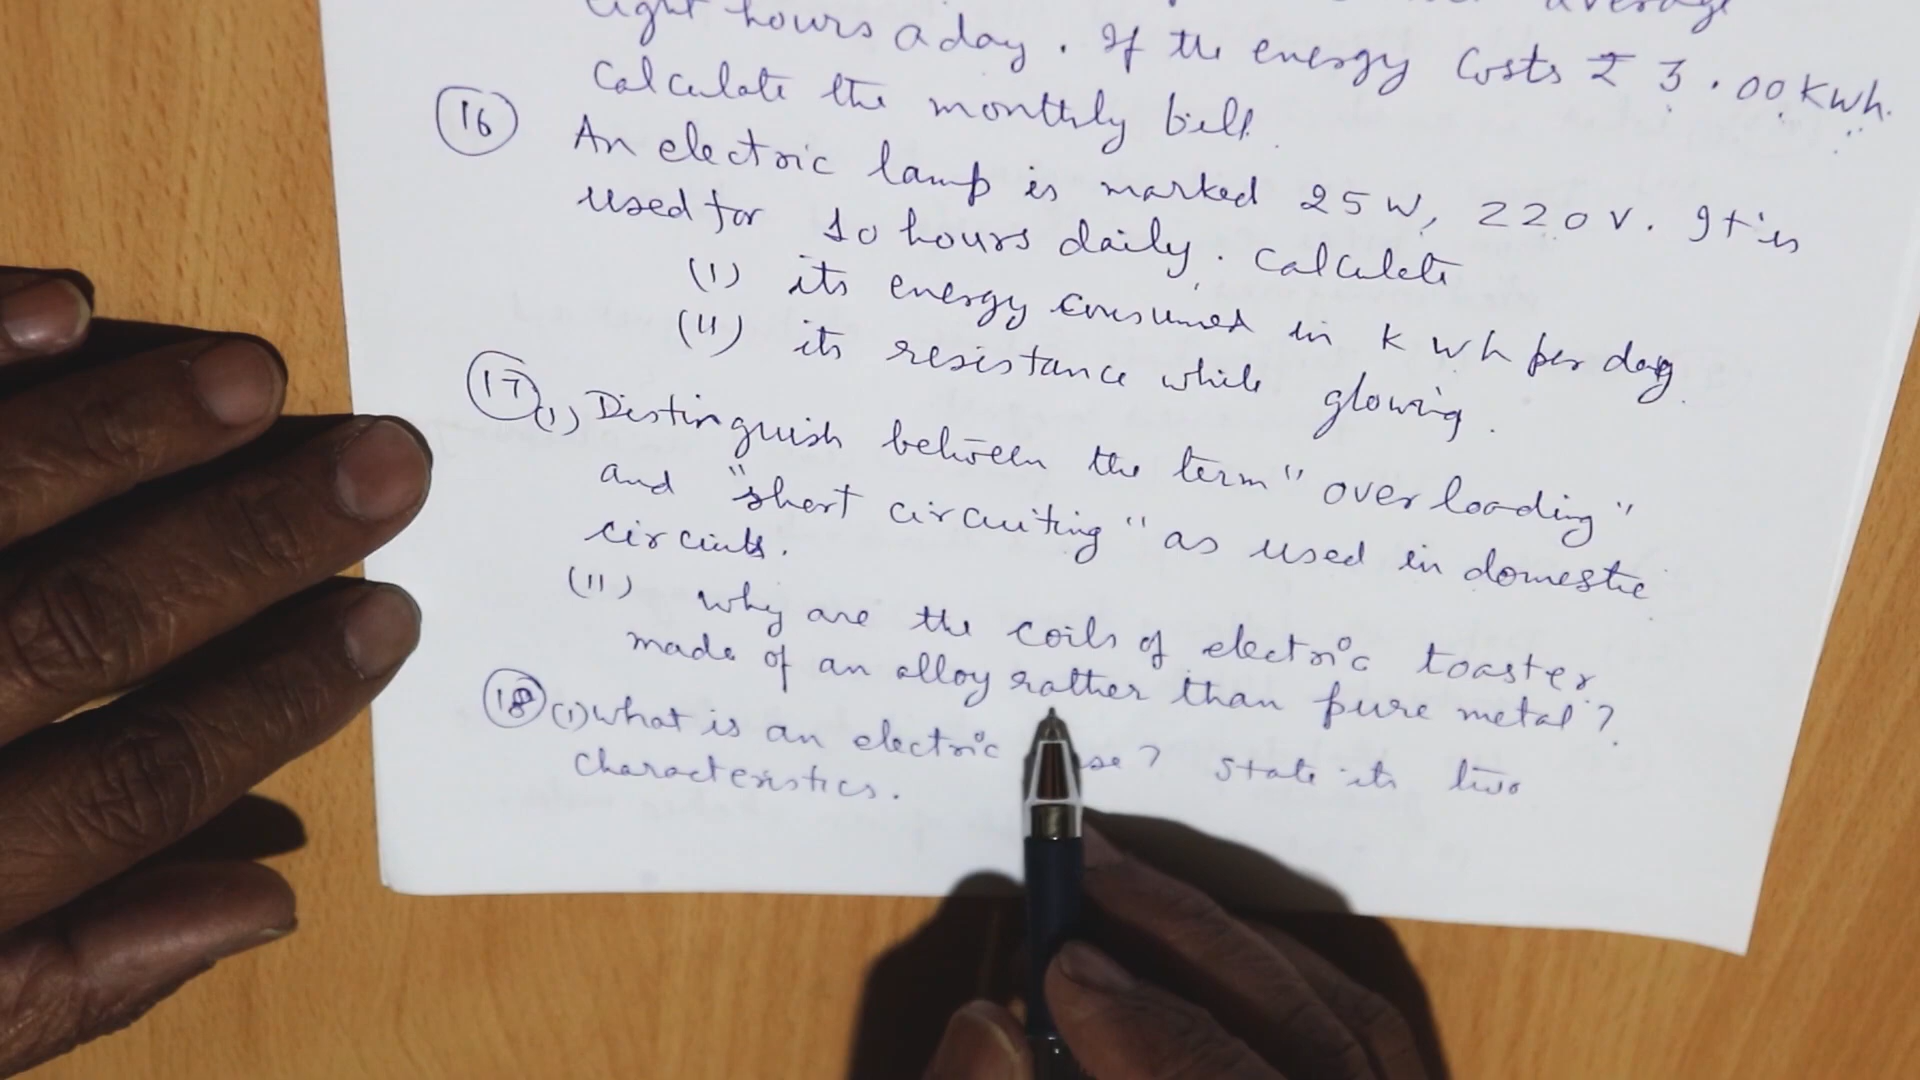 eight hours a day. If the energy costs ₹ 3.00 kWh.
Calculate the monthly bill.
(16) An electric lamp is marked 25W, 220V. It is
used for 10 hours daily. Calculate
(I) its energy consumed in kWh per day.
(II) its resistance while glowing.
(17) (I) Distinguish between the term "over loading"
and "short circuiting" as used in domestic
circuits.
(II) Why are the coils of electric toaster
made of an alloy rather than pure metal?
(18) (I) What is an electric se? State its two
characteristics.